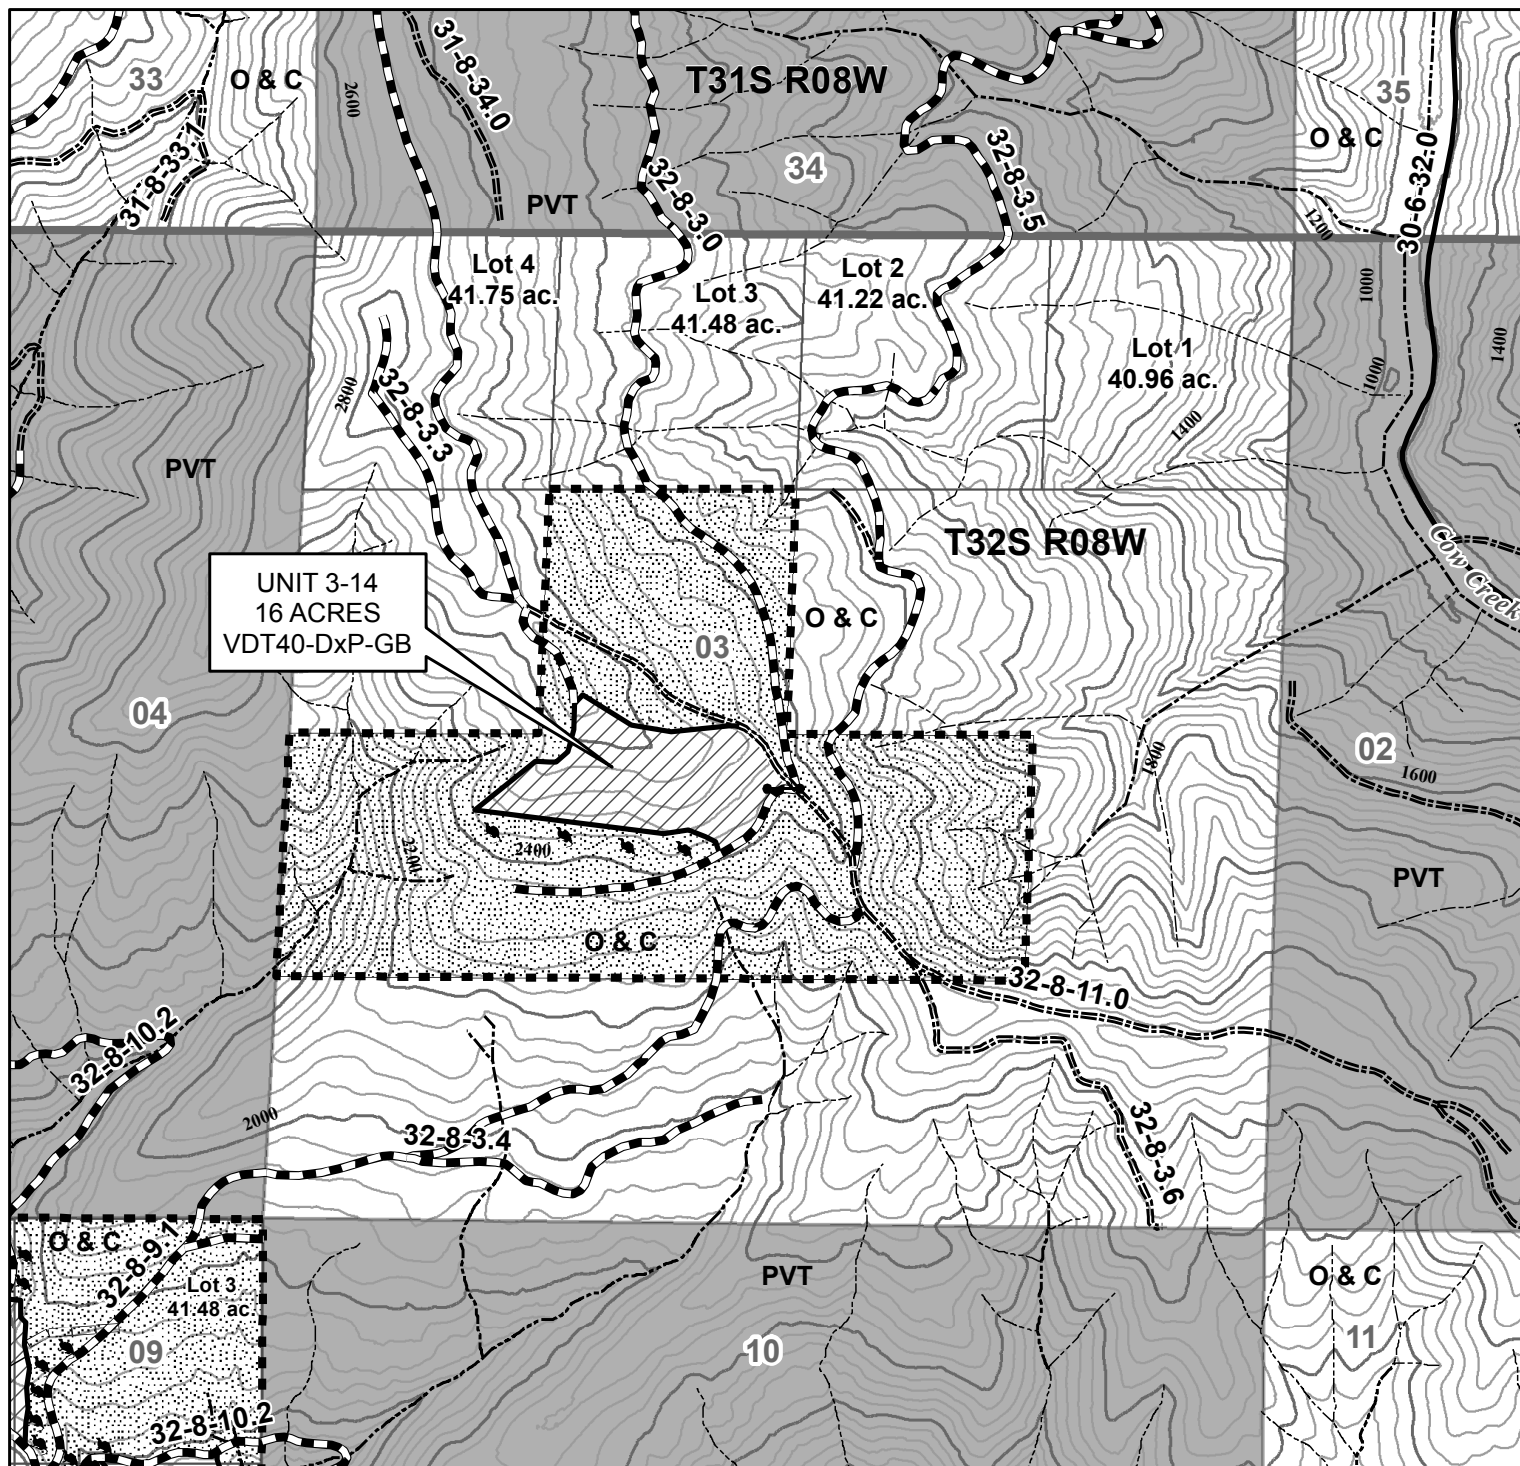 33
O & C
31-8-33.1
2600
31-8-34.0
T31S R08W
PVT
32-8-3.0
34
32-8-3.5
35
O & C
30-6-32.0
1200
Lot 4
41.75 ac.
Lot 3
41.48 ac.
Lot 2
41.22 ac.
Lot 1
40.96 ac.
1000
1400
1000
2800
32-8-3.3
1400
PVT
T32S R08W
Cow Creek
UNIT 3-14
16 ACRES
VDT40-DxP-GB
O & C
03
04
02
1800
1600
2200
2400
PVT
O & C
32-8-11.0
32-8-10.2
2000
32-8-3.4
32-8-3.6
O & C
32-8-9.1
Lot 3
41.48 ac.
PVT
O & C
09
10
11
32-8-10.2